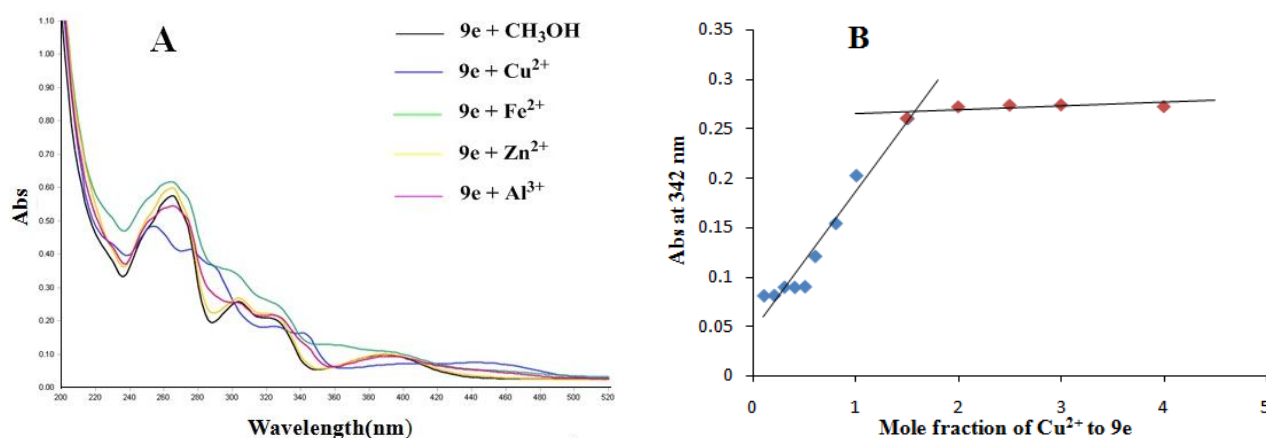 A
9e + CH₃OH
9e + Cu²⁺
9e + Fe²⁺
9e + Zn²⁺
9e + Al³⁺
Abs
1.10
1.00
0.90
0.80
0.70
0.60
0.50
0.40
0.30
0.20
0.10
0.00
200 220 240 260 280 300 320 340 360 380 400 420 440 460 480 500 520
Wavelength(nm)
B
Abs at 342 nm
0.35
0.3
0.25
0.2
0.15
0.1
0.05
0
0 1 2 3 4 5
Mole fraction of Cu²⁺ to 9e